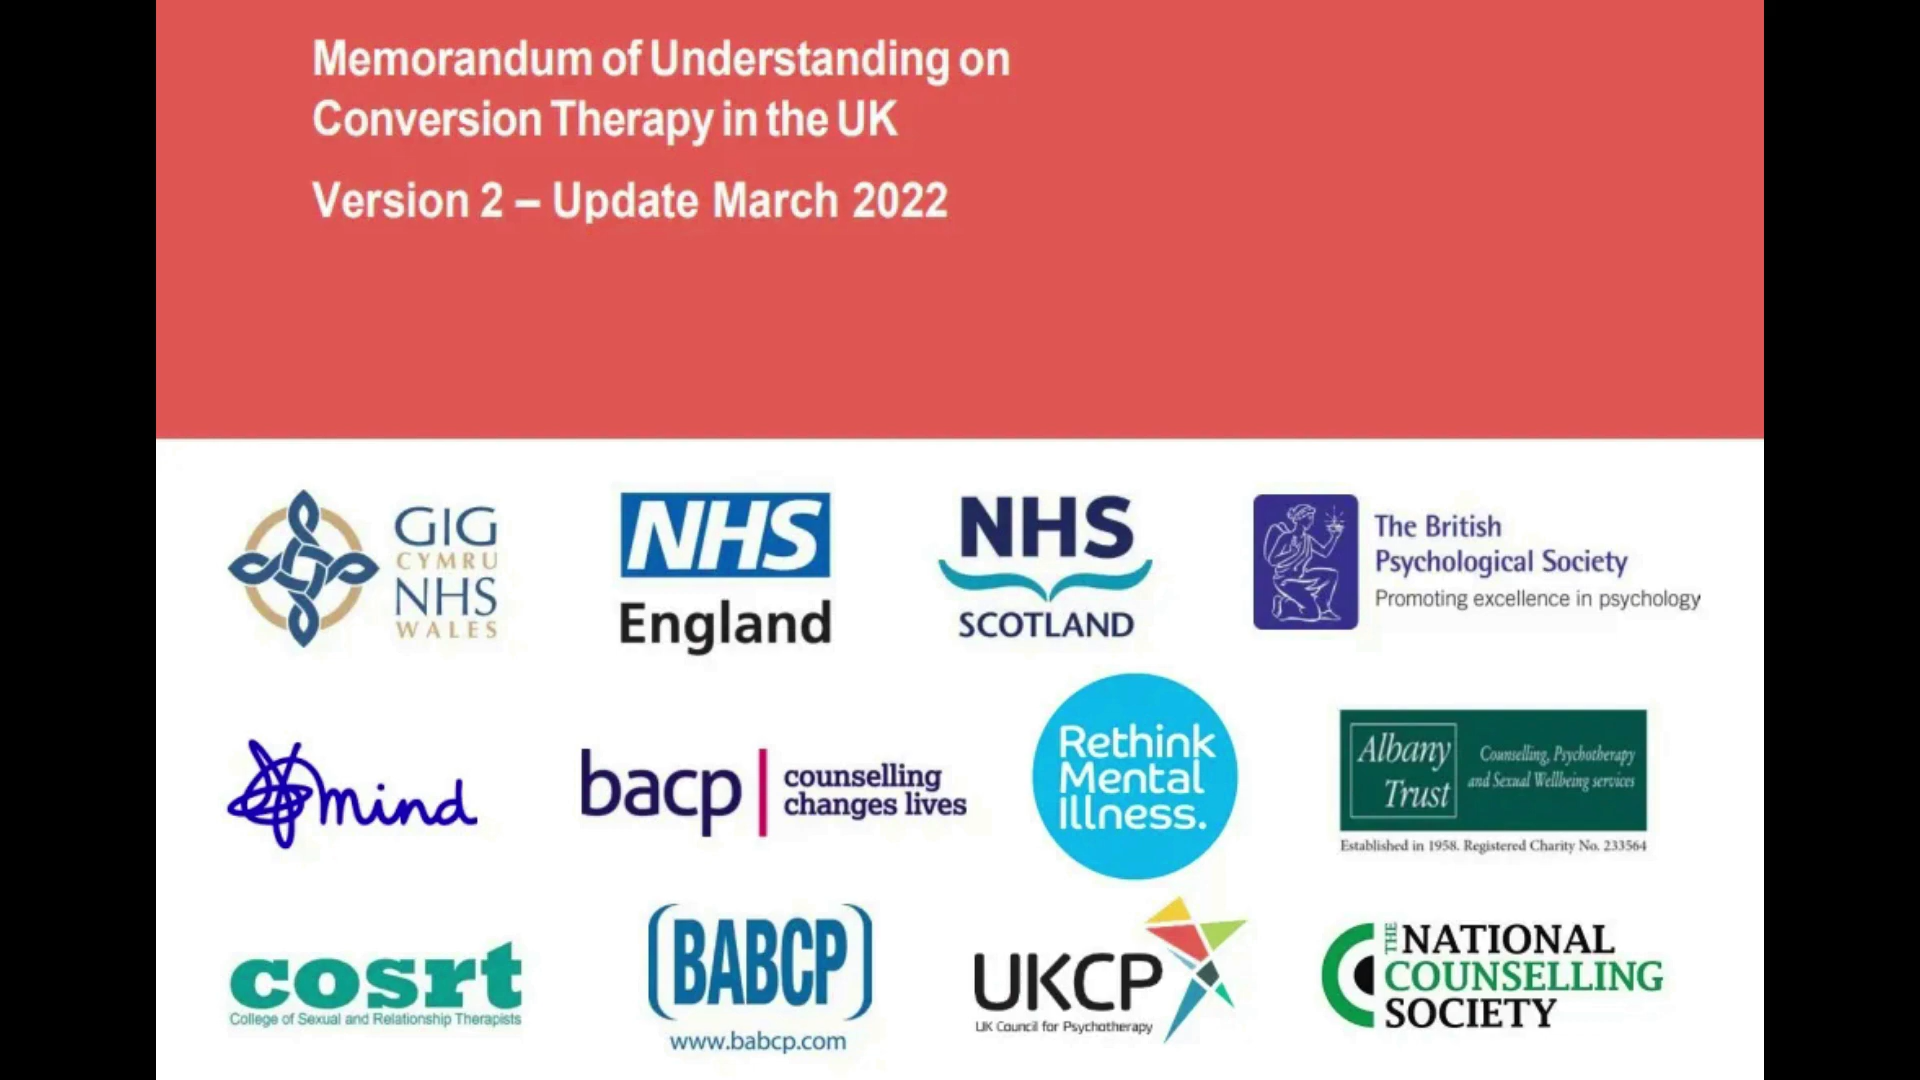 Memorandum of Understanding on
Conversion Therapy in the UK
Version 2 – Update March 2022
GIG
CYMRU
NHS
WALES
NHS
England
NHS
SCOTLAND
The British
Psychological Society
Promoting excellence in psychology
mind
bacp
counselling
changes lives
Rethink
Mental
Illness.
Albany
Trust
Counselling, Psychotherapy
and Sexual Wellbeing services
Established in 1958. Registered Charity No. 233564
cosrt
College of Sexual and Relationship Therapists
BABCP
www.babcp.com
UKCP
UK Council for Psychotherapy
THE NATIONAL
COUNSELLING
SOCIETY